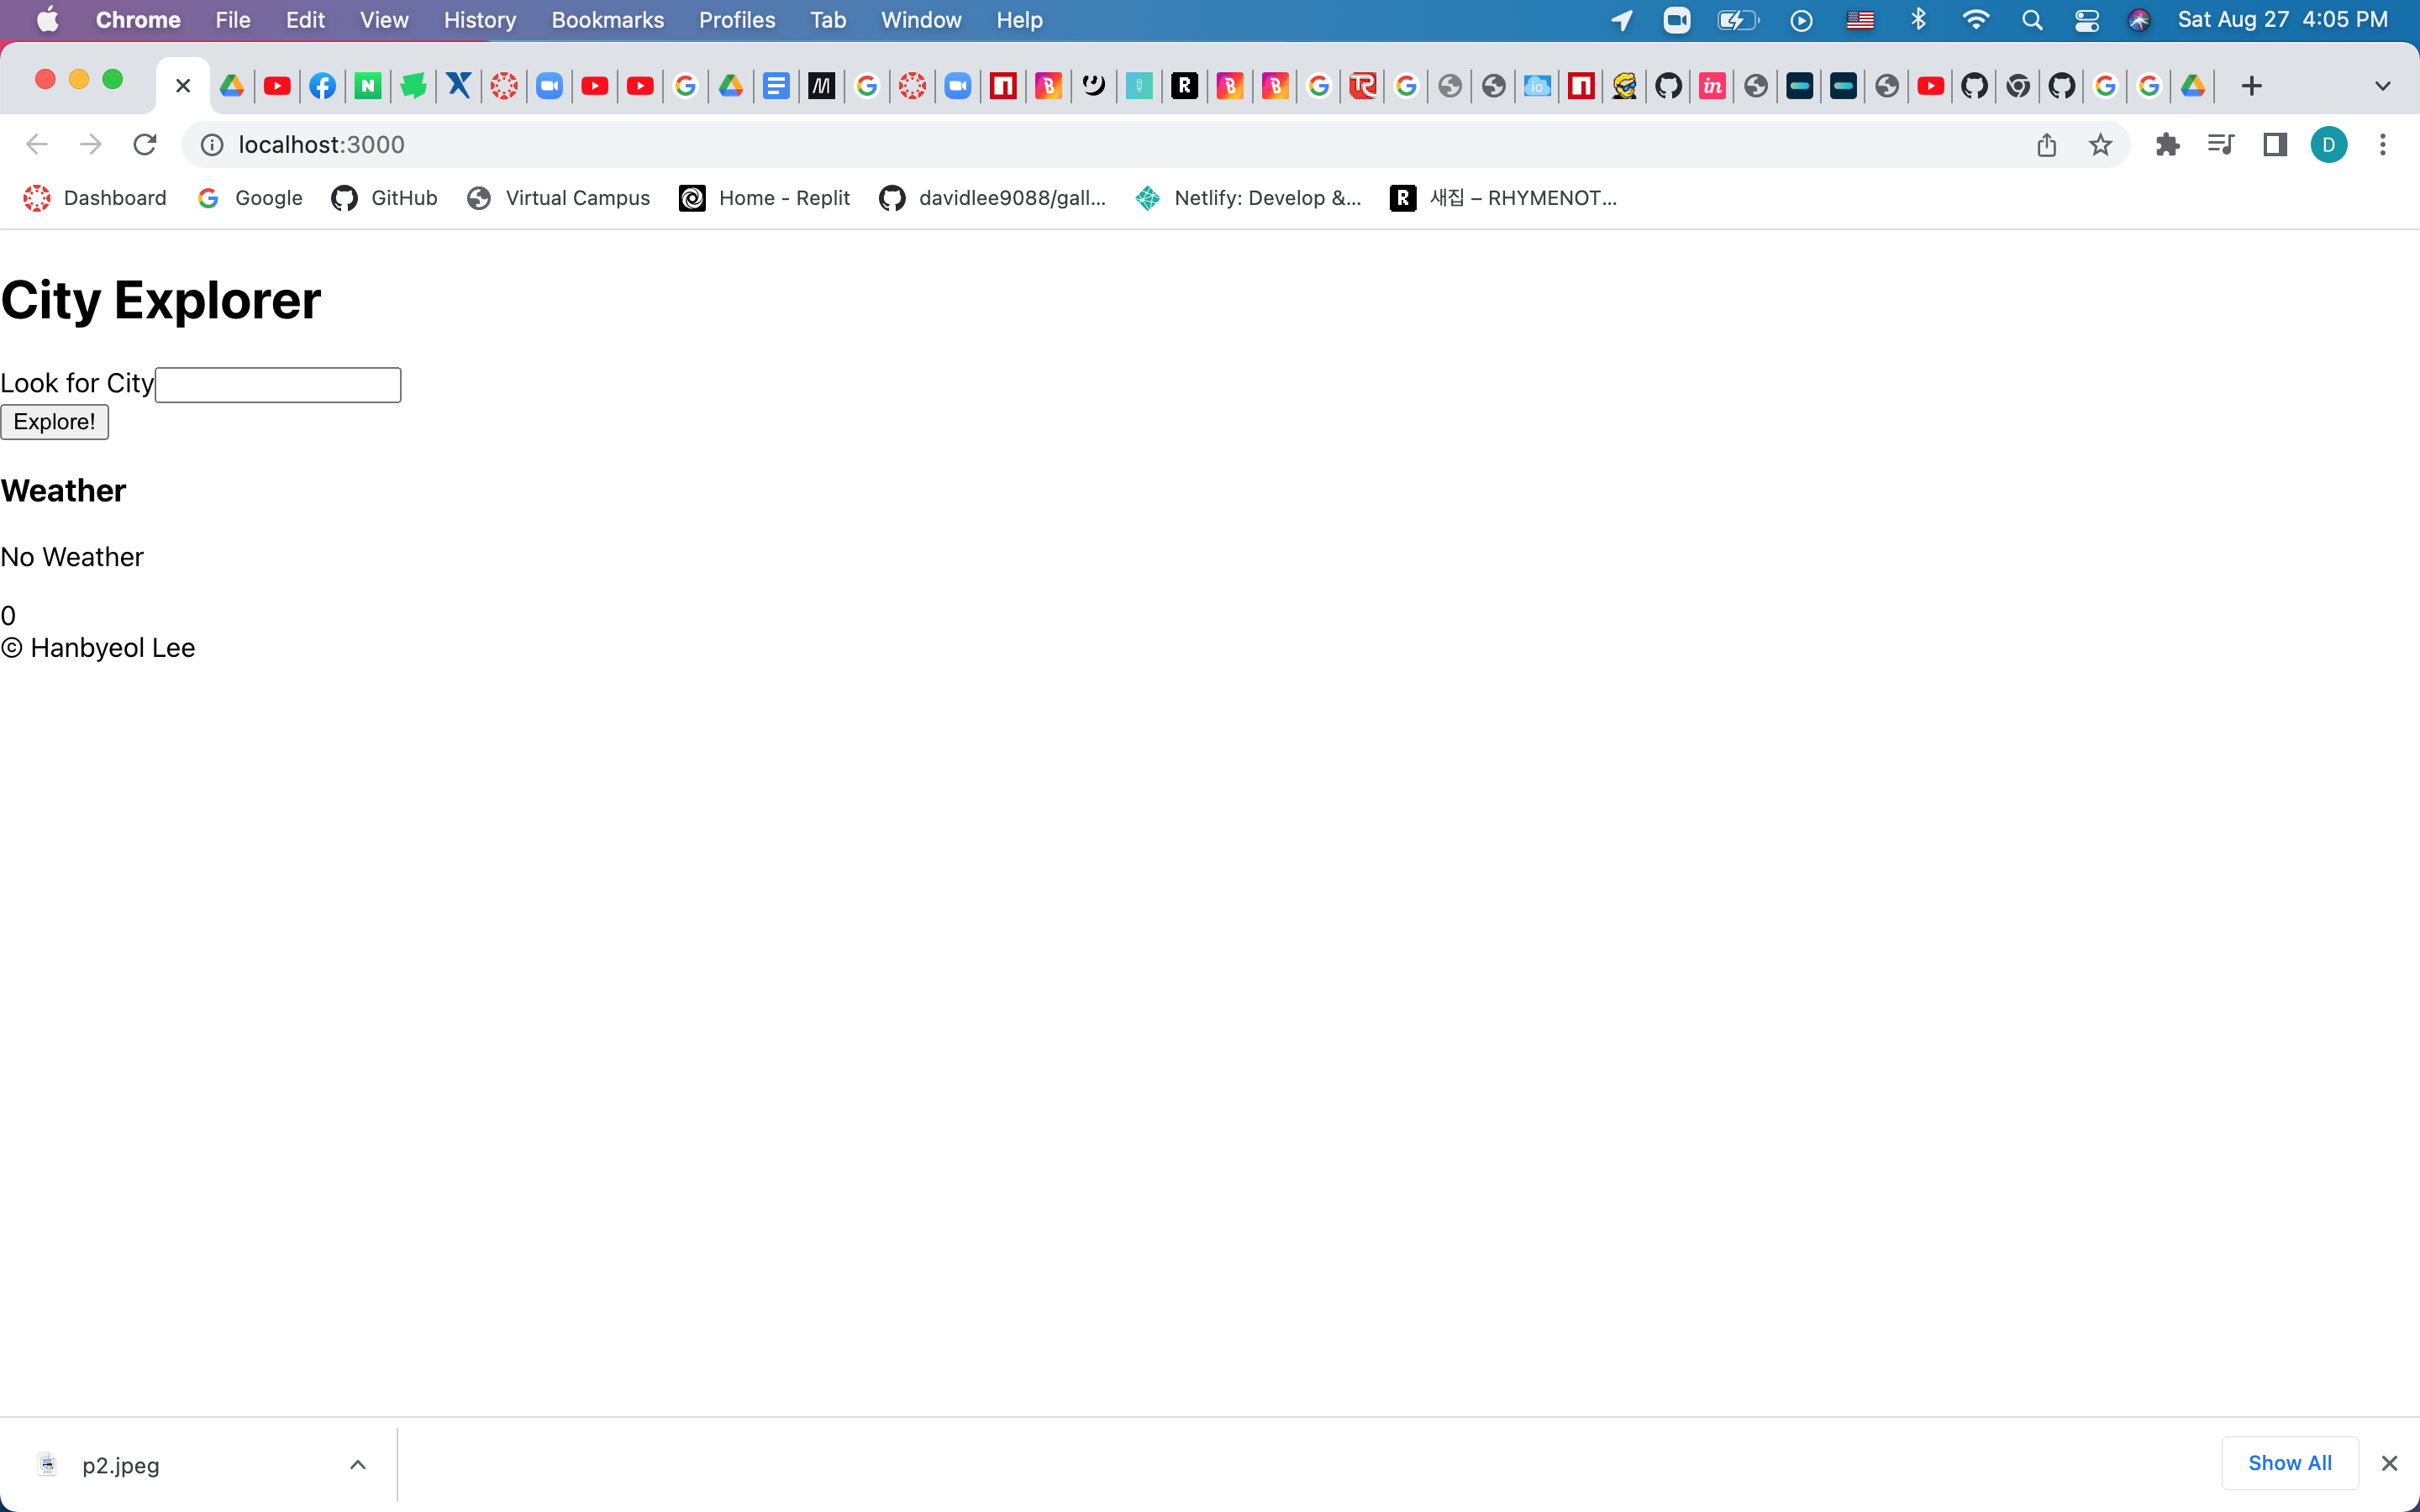 Chrome File Edit View History Bookmarks Profiles Tab Window Help Sat Aug 27 4:05 PM
localhost:3000 D
Dashboard Google GitHub Virtual Campus Home - Replit davidlee9088/gall... Netlify: Develop &... 새집 – RHYMENOT...
City Explorer
Look for City
Explore!
Weather
No Weather
0
© Hanbyeol Lee
p2.jpeg Show All